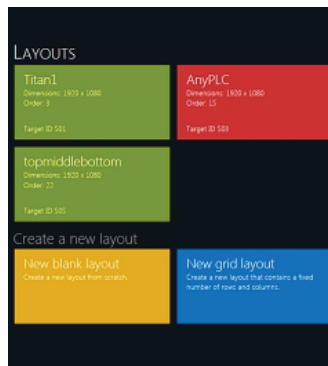 LAYOUTS
Titan1
Dimensions: 1920 x 1080
Order: 3
Target ID 501
AnyPLC
Dimensions: 1920 x 1080
Order: 15
Target ID 503
topmiddlebottom
Dimensions: 1920 x 1080
Order: 22
Target ID 505
Create a new layout
New blank layout
Create a new layout from scratch.
New grid layout
Create a new layout that contains a fixed
number of rows and columns.